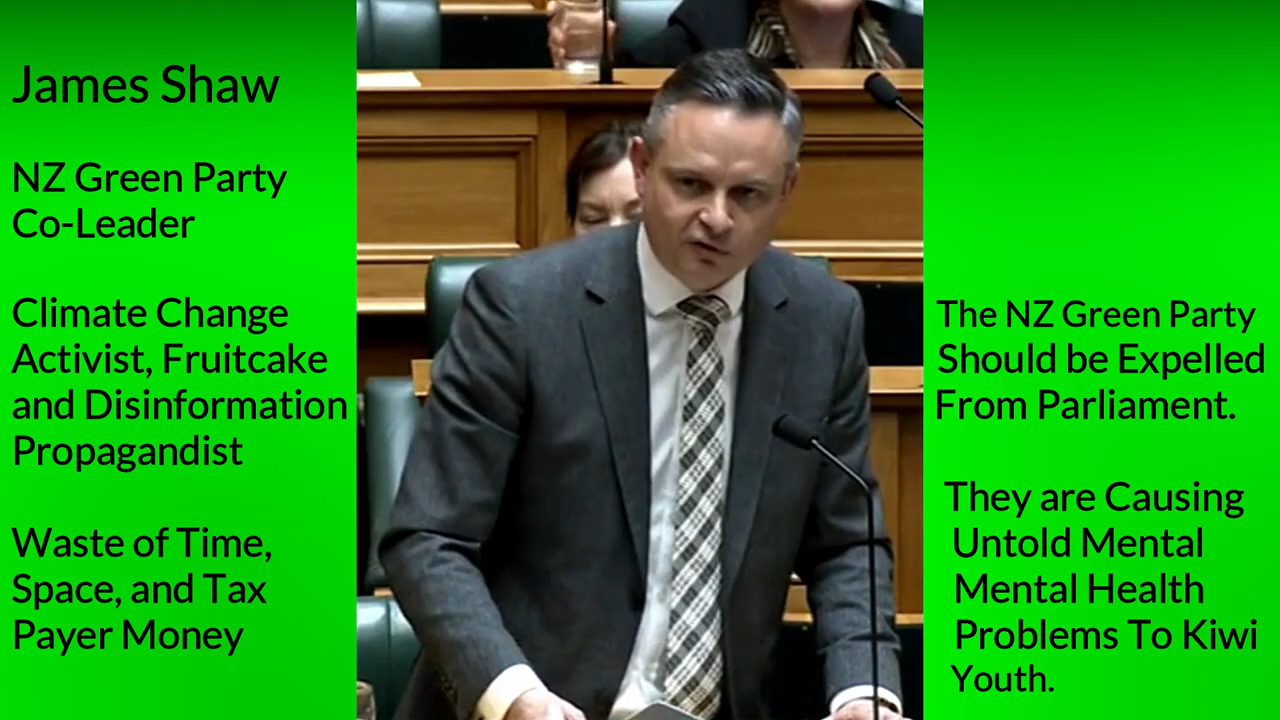 James Shaw
NZ Green Party
Co-Leader
Climate Change
Activist, Fruitcake
and Disinformation
Propagandist
Waste of Time,
Space, and Tax
Payer Money
The NZ Green Party
Should be Expelled
From Parliament.
They are Causing
Untold Mental
Mental Health
Problems To Kiwi
Youth.